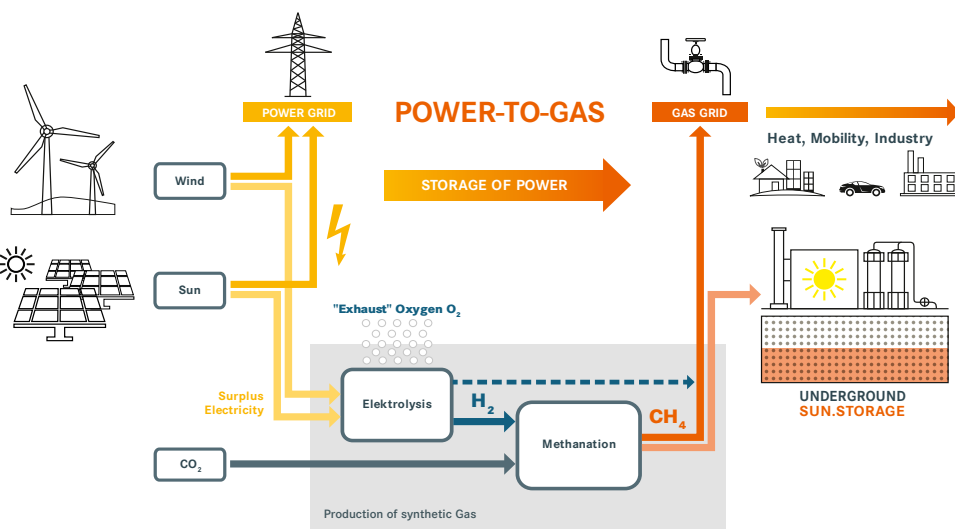 POWER GRID
POWER-TO-GAS
GAS GRID
Heat, Mobility, Industry
Wind
STORAGE OF POWER
Sun
"Exhaust" Oxygen O₂
Surplus
Electricity
Elektrolysis
H₂
CH₄
Methanation
UNDERGROUND
SUN.STORAGE
CO₂
Production of synthetic Gas